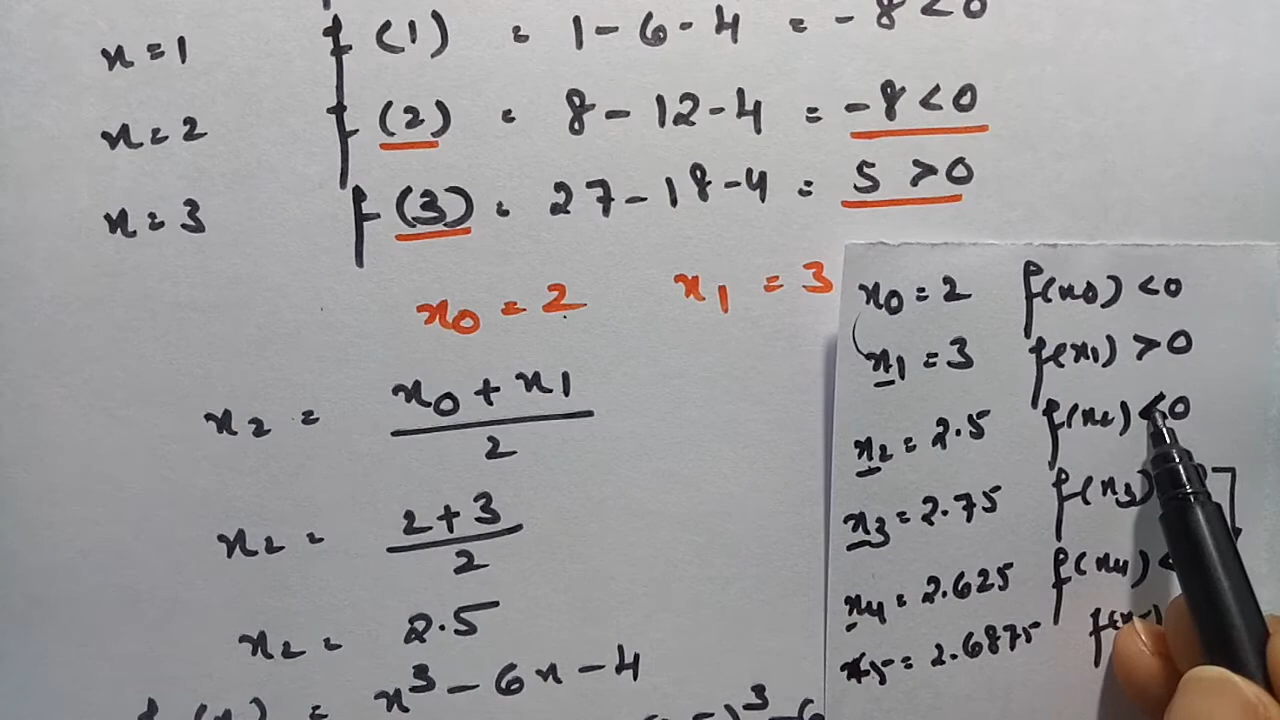 x=1 f(1) = 1-6-4 = -8<0
x=2 f(2) = 8-12-4 = -8<0
x=3 f(3) = 27-18-4 = 5>0
x0=2 x1=3
x2 = x0+x1/2
x2 = 2+3/2
x2 = 2.5
f(x) = x³-6x-4
x0=2 f(x0)<0
x1=3 f(x1)>0
x2=2.5 f(x2)<0
x3=2.75 f(x3)
x4=2.625 f(x4)<
x5=2.6875